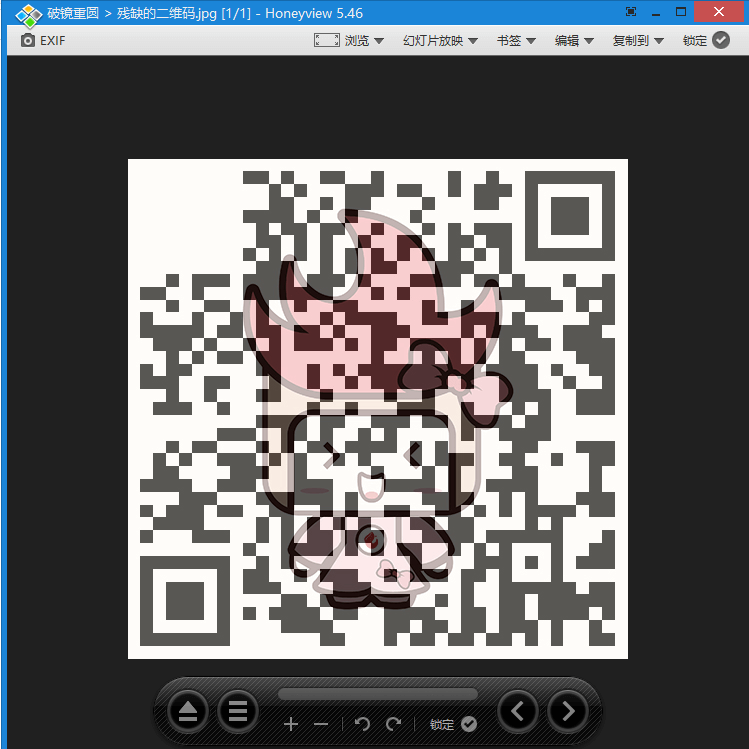 破镜重圆 > 残缺的二维码.jpg [1/1] - Honeyview 5.46
EXIF 浏览 幻灯片放映 书签 编辑 复制到 锁定
锁定